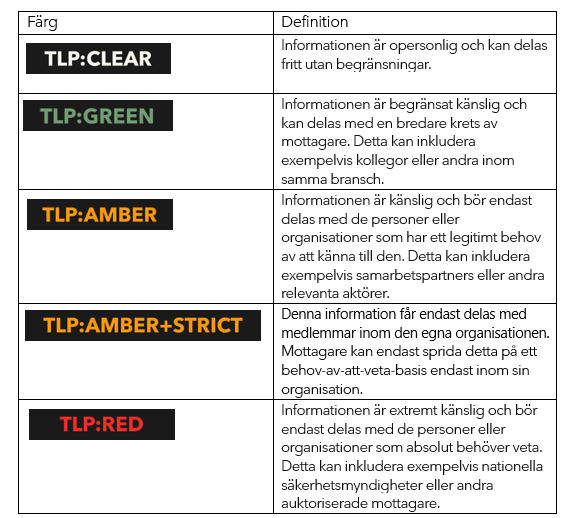 Färg
Definition
TLP:CLEAR
Informationen är opersonlig och kan delas
fritt utan begränsningar.
TLP:GREEN
Informationen är begränsat känslig och
kan delas med en bredare krets av
mottagare. Detta kan inkludera
exempelvis kollegor eller andra inom
samma bransch.
TLP:AMBER
Informationen är känslig och bör endast
delas med de personer eller
organisationer som har ett legitimt behov
av att känna till den. Detta kan inkludera
exempelvis samarbetspartners eller andra
relevanta aktörer.
TLP:AMBER+STRICT
Denna information får endast delas med
medlemmar inom den egna organisationen.
Mottagare kan endast sprida detta på ett
behov-av-att-veta-basis endast inom sin
organisation.
TLP:RED
Informationen är extremt känslig och bör
endast delas med de personer eller
organisationer som absolut behöver veta.
Detta kan inkludera exempelvis nationella
säkerhetsmyndigheter eller andra
auktoriserade mottagare.